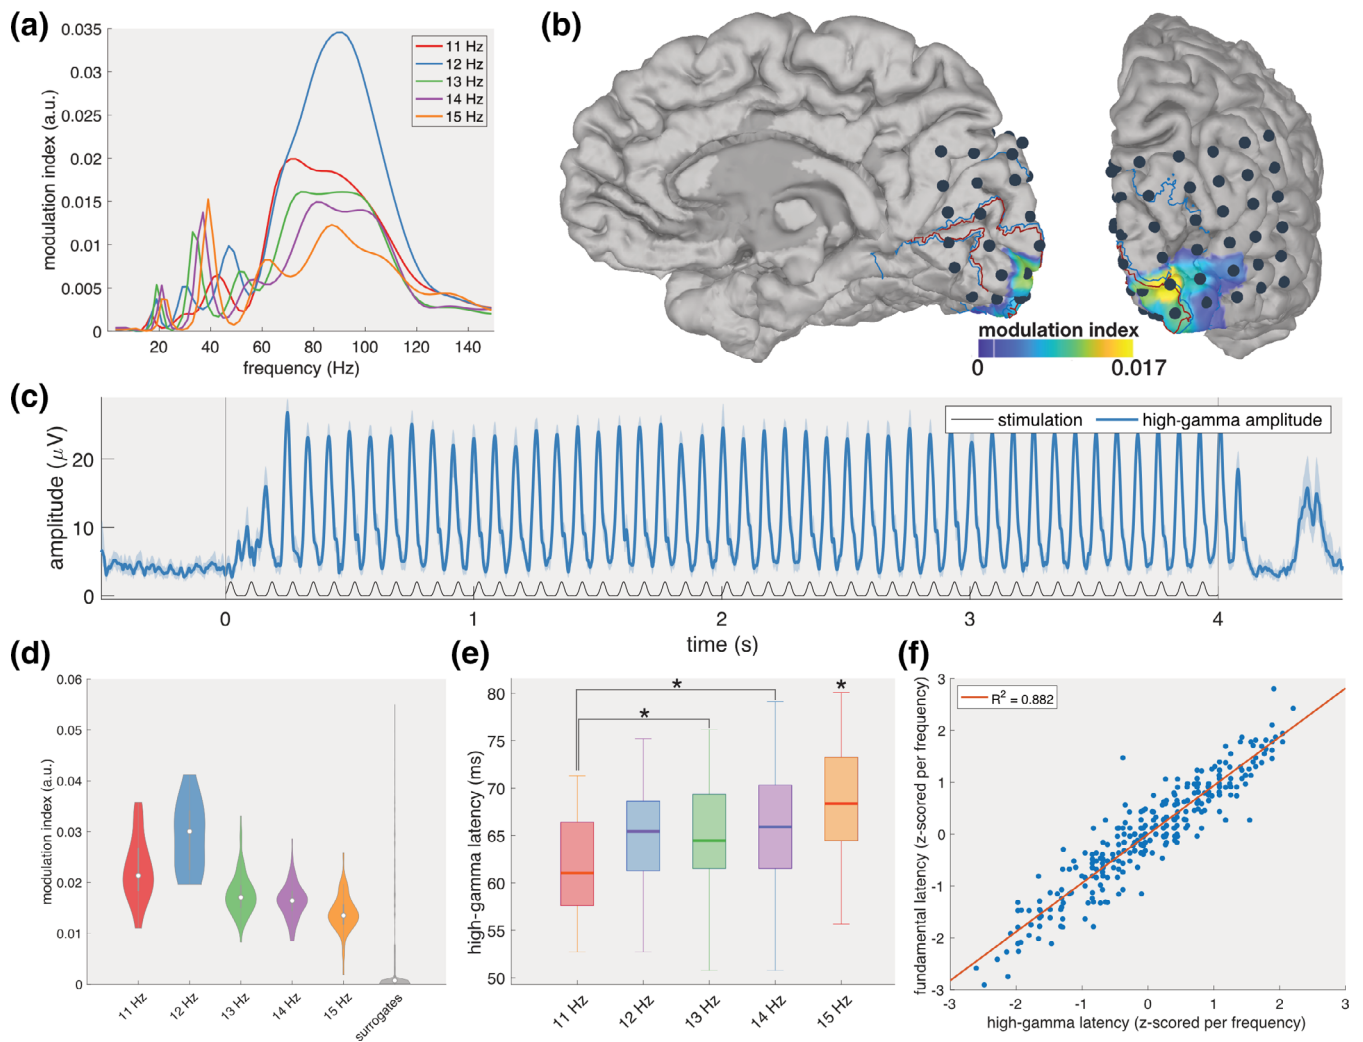 (a)
0.035
0.03
0.025
0.02
0.015
0.01
0.005
0
modulation index (a.u.)
20 40 60 80 100 120 140
frequency (Hz)
11 Hz
12 Hz
13 Hz
14 Hz
15 Hz
(b)
modulation index
0 0.017
(c)
20
10
0
amplitude (μV)
stimulation high-gamma amplitude
0 1 2 3 4
time (s)
(d)
0.06
0.05
0.04
0.03
0.02
0.01
0
modulation index (a.u.)
11 Hz 12 Hz 13 Hz 14 Hz 15 Hz surrogates
(e)
80
75
70
65
60
55
50
high-gamma latency (ms)
* * *
11 Hz 12 Hz 13 Hz 14 Hz 15 Hz
(f)
3
2
1
0
-1
-2
-3
fundamental latency (z-scored per frequency)
R² = 0.882
-3 -2 -1 0 1 2 3
high-gamma latency (z-scored per frequency)